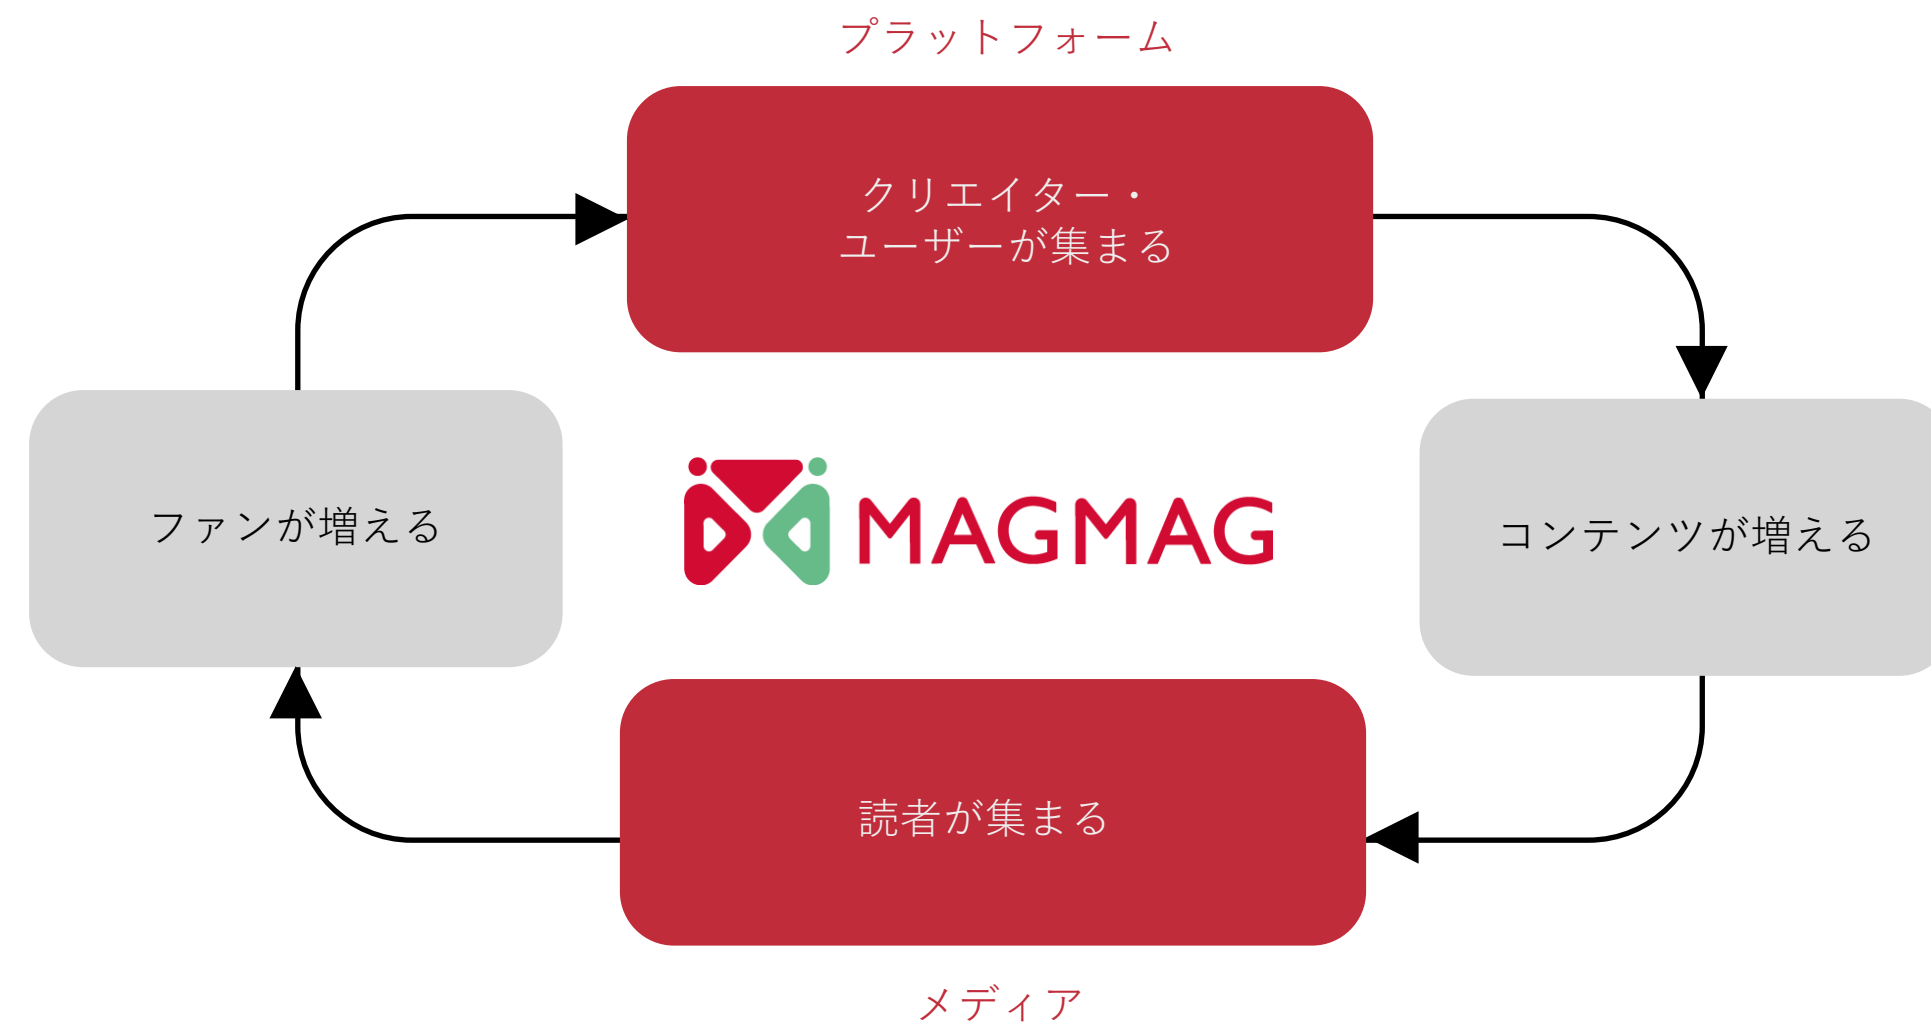 プラットフォーム
クリエイター・
ユーザーが集まる
ファンが増える
MAGMAG
コンテンツが増える
読者が集まる
メディア